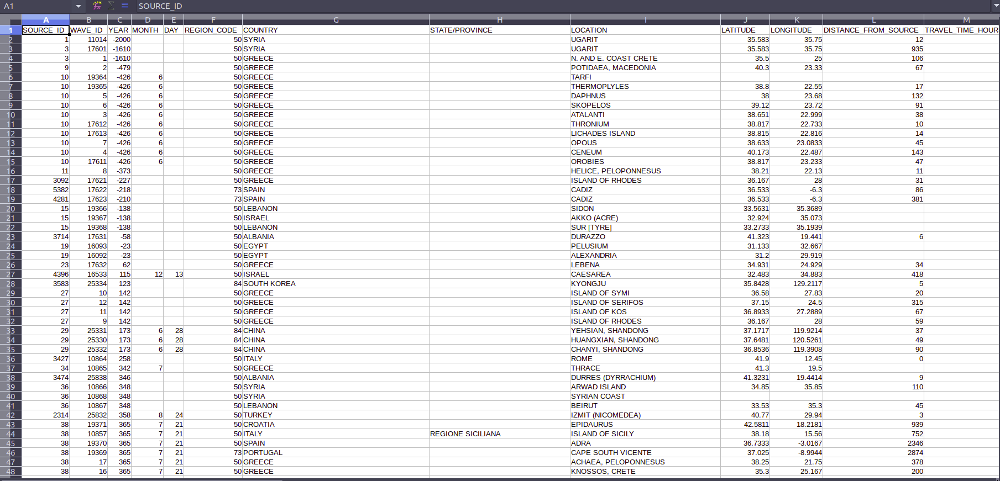 A1 SOURCE_ID
A B C D E F G H I J K L M
1 SOURCE_ID WAVE_ID YEAR MONTH DAY REGION_CODE COUNTRY STATE/PROVINCE LOCATION LATITUDE LONGITUDE DISTANCE_FROM_SOURCE TRAVEL_TIME_HOUR
2 1 11014 -2000 50 SYRIA UGARIT 35.583 35.75 12
3 3 17601 -1610 50 SYRIA UGARIT 35.583 35.75 935
4 3 1 -1610 50 GREECE N. AND E. COAST CRETE 35.5 25 106
5 9 2 -479 50 GREECE POTIDAEA, MACEDONIA 40.3 23.33 67
6 10 19364 -426 6 50 GREECE TARFI
7 10 19365 -426 6 50 GREECE THERMOPLYLES 38.8 22.55 17
8 10 5 -426 6 50 GREECE DAPHNUS 38 23.68 132
9 10 6 -426 6 50 GREECE SKOPELOS 39.12 23.72 91
10 10 3 -426 6 50 GREECE ATALANTI 38.651 22.999 38
11 10 17612 -426 6 50 GREECE THRONIUM 38.817 22.733 10
12 10 17613 -426 6 50 GREECE LICHADES ISLAND 38.815 22.816 14
13 10 7 -426 6 50 GREECE OPOUS 38.633 23.0833 45
14 10 4 -426 6 50 GREECE CENEUM 40.173 22.487 143
15 10 17611 -426 6 50 GREECE OROBIES 38.817 23.233 47
16 11 8 -373 50 GREECE HELICE, PELOPONNESUS 38.21 22.13 11
17 3092 17621 -227 50 GREECE ISLAND OF RHODES 36.167 28 31
18 5382 17622 -218 73 SPAIN CADIZ 36.533 -6.3 86
19 4281 17623 -210 73 SPAIN CADIZ 36.533 -6.3 381
20 15 19366 -138 50 LEBANON SIDON 33.5631 35.3689
21 15 19367 -138 50 ISRAEL AKKO (ACRE) 32.924 35.073
22 15 19368 -138 50 LEBANON SUR [TYRE] 33.2733 35.1939
23 3714 17631 -58 50 ALBANIA DURAZZO 41.323 19.441 6
24 19 16093 -23 50 EGYPT PELUSIUM 31.133 32.667
25 19 16092 -23 50 EGYPT ALEXANDRIA 31.2 29.919
26 23 17632 62 50 GREECE LEBENA 34.931 24.929 34
27 4396 16533 115 12 13 50 ISRAEL CAESAREA 32.483 34.883 418
28 3583 25334 123 84 SOUTH KOREA KYONGJU 35.8428 129.2117 5
29 27 10 142 50 GREECE ISLAND OF SYMI 36.58 27.83 20
30 27 12 142 50 GREECE ISLAND OF SERIFOS 37.15 24.5 315
31 27 11 142 50 GREECE ISLAND OF KOS 36.8933 27.2889 67
32 27 9 142 50 GREECE ISLAND OF RHODES 36.167 28 59
33 29 25331 173 6 28 84 CHINA YEHSIAN, SHANDONG 37.1717 119.9214 37
34 29 25330 173 6 28 84 CHINA HUANGXIAN, SHANDONG 37.6481 120.5261 49
35 29 25332 173 6 28 84 CHINA CHANYI, SHANDONG 36.8536 119.3908 90
36 3427 10864 258 50 ITALY ROME 41.9 12.45 0
37 34 10865 342 7 50 GREECE THRACE 41.3 19.5
38 3474 25838 346 50 ALBANIA DURRES (DYRRACHIUM) 41.3231 19.4414 9
39 36 10866 348 50 SYRIA ARWAD ISLAND 34.85 35.85 110
40 36 10868 348 50 SYRIA SYRIAN COAST
41 36 10867 348 50 LEBANON BEIRUT 33.53 35.3 45
42 2314 25832 358 8 24 50 TURKEY IZMIT (NICOMEDEA) 40.77 29.94 3
43 38 19371 365 7 21 50 CROATIA EPIDAURUS 42.5811 18.2181 939
44 38 10857 365 7 21 50 ITALY REGIONE SICILIANA ISLAND OF SICILY 38.18 15.56 752
45 38 19370 365 7 21 50 SPAIN ADRA 36.7333 -3.0167 2346
46 38 19369 365 7 21 73 PORTUGAL CAPE SOUTH VICENTE 37.025 -8.9944 2874
47 38 17 365 7 21 50 GREECE ACHAEA, PELOPONNESUS 38.25 21.75 378
48 38 16 365 7 21 50 GREECE KNOSSOS, CRETE 35.3 25.167 200